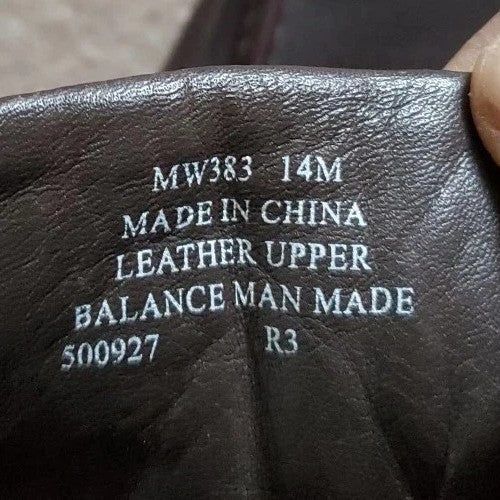 MW383 14M
MADE IN CHINA
LEATHER UPPER
BALANCE MAN MADE
500927 R3